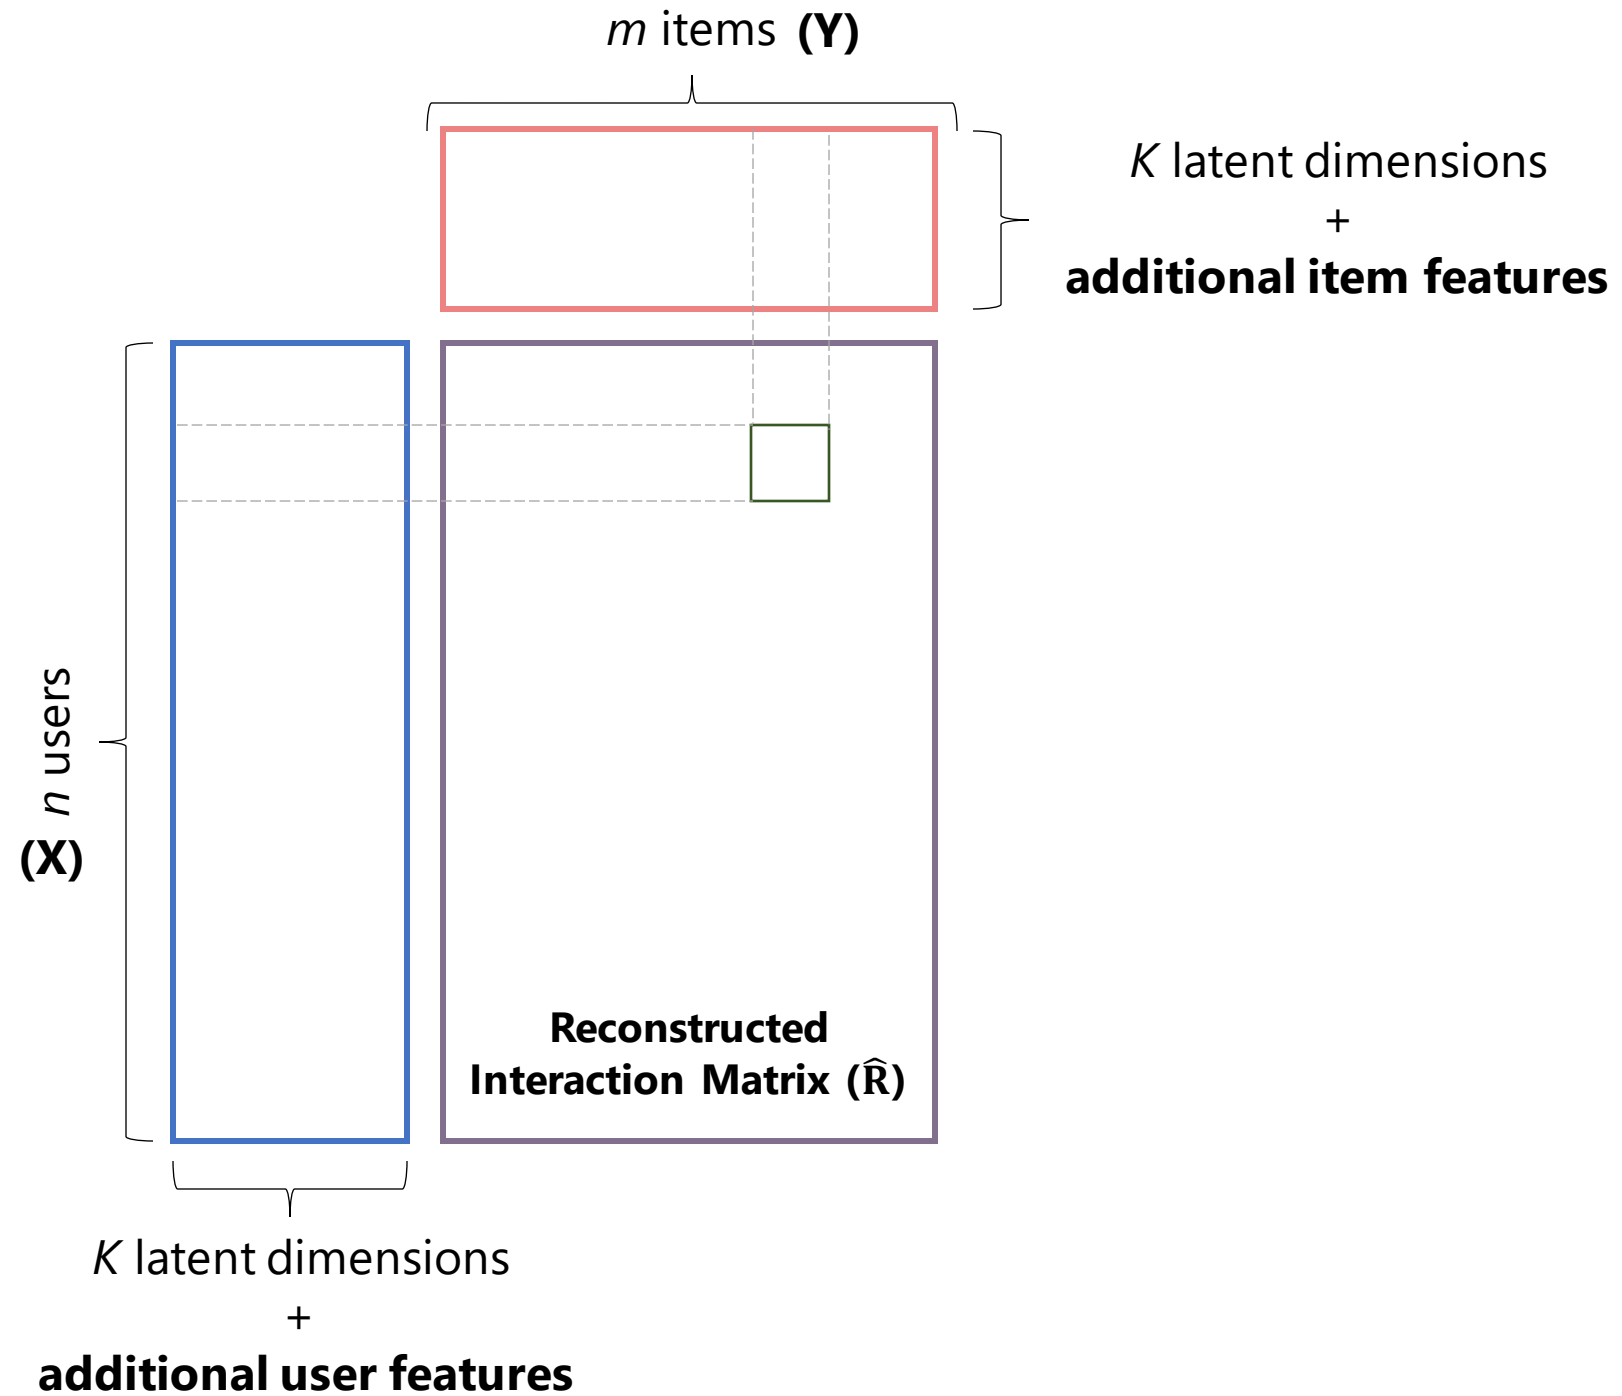 m items (Y)
K latent dimensions
+
additional item features
n users
(X)
Reconstructed
Interaction Matrix (R̂)
K latent dimensions
+
additional user features